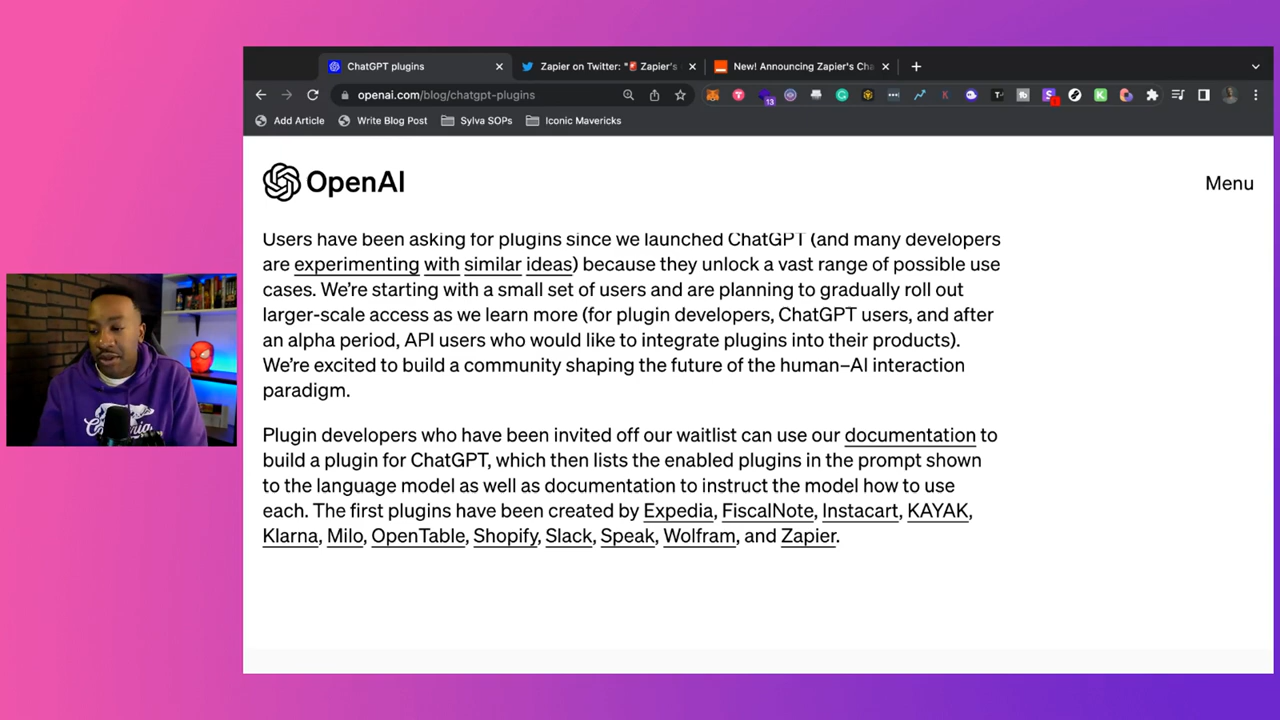 ChatGPT plugins
Zapier on Twitter: "🚨 Zapier's
New! Announcing Zapier's Cha
openai.com/blog/chatgpt-plugins
13
Add Article
Write Blog Post
Sylva SOPs
Iconic Mavericks
OpenAI
Menu
Users have been asking for plugins since we launched ChatGPT (and many developers
are experimenting with similar ideas) because they unlock a vast range of possible use
cases. We’re starting with a small set of users and are planning to gradually roll out
larger-scale access as we learn more (for plugin developers, ChatGPT users, and after
an alpha period, API users who would like to integrate plugins into their products).
We’re excited to build a community shaping the future of the human–AI interaction
paradigm.
Plugin developers who have been invited off our waitlist can use our documentation to
build a plugin for ChatGPT, which then lists the enabled plugins in the prompt shown
to the language model as well as documentation to instruct the model how to use
each. The first plugins have been created by Expedia, FiscalNote, Instacart, KAYAK,
Klarna, Milo, OpenTable, Shopify, Slack, Speak, Wolfram, and Zapier.